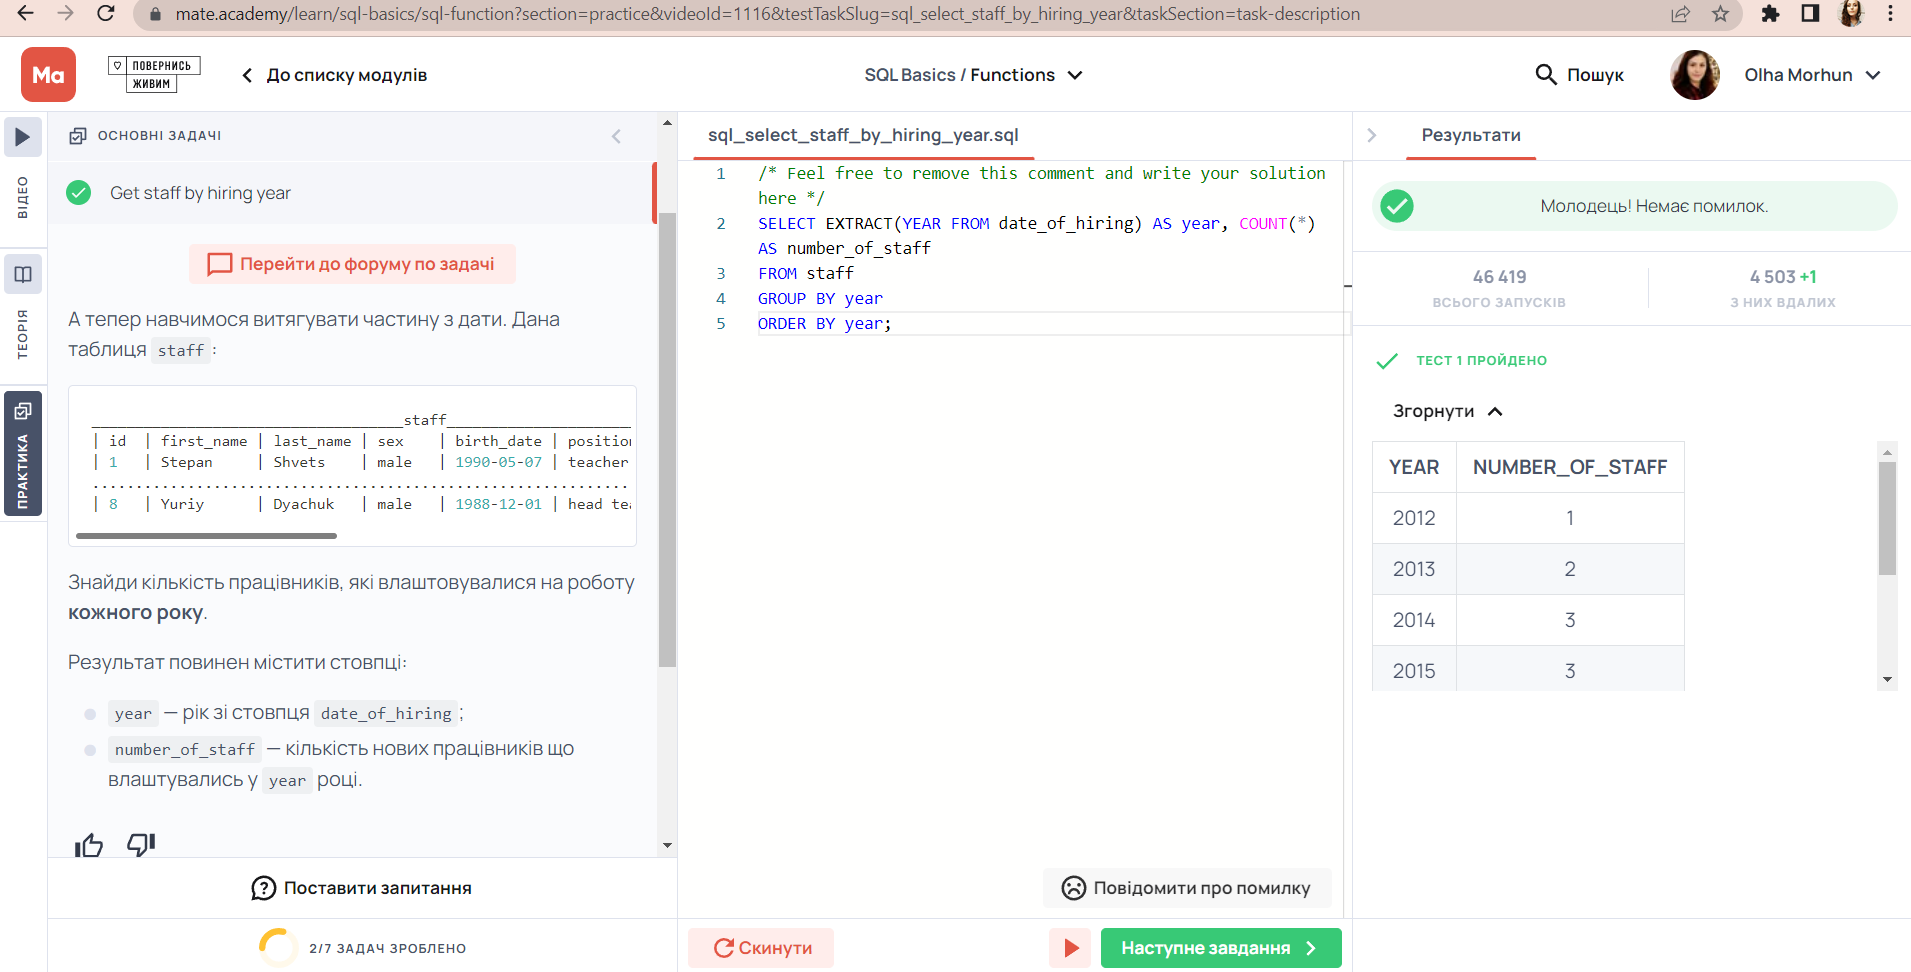 mate.academy/learn/sql-basics/sql-function?section=practice&videoId=1116&testTaskSlug=sql_select_staff_by_hiring_year&taskSection=task-description
Ma
ПОВЕРНИСЬ
ЖИВИМ
До списку модулів
SQL Basics / Functions
Пошук
Olha Morhun
ВІДЕО
ТЕОРІЯ
ПРАКТИКА
ОСНОВНІ ЗАДАЧІ
Get staff by hiring year
Перейти до форуму по задачі
А тепер навчимося витягувати частину з дати. Дана
таблиця staff :
____________________________________staff______________________
| id | first_name | last_name | sex | birth_date | position
| 1 | Stepan | Shvets | male | 1990-05-07 | teacher
...............................................................
| 8 | Yuriy | Dyachuk | male | 1988-12-01 | head tea
Знайди кількість працівників, які влаштовувалися на роботу
кожного року.
Результат повинен містити стовпці:
year — рік зі стовпця date_of_hiring ;
number_of_staff — кількість нових працівників що
влаштувались у year році.
Поставити запитання
2/7 ЗАДАЧ ЗРОБЛЕНО
sql_select_staff_by_hiring_year.sql
1 /* Feel free to remove this comment and write your solution
here */
2 SELECT EXTRACT(YEAR FROM date_of_hiring) AS year, COUNT(*)
AS number_of_staff
3 FROM staff
4 GROUP BY year
5 ORDER BY year;
Повідомити про помилку
Скинути
Наступне завдання
Результати
Молодець! Немає помилок.
46 419
ВСЬОГО ЗАПУСКІВ
4 503 +1
З НИХ ВДАЛИХ
ТЕСТ 1 ПРОЙДЕНО
Згорнути
YEAR NUMBER_OF_STAFF
2012 1
2013 2
2014 3
2015 3